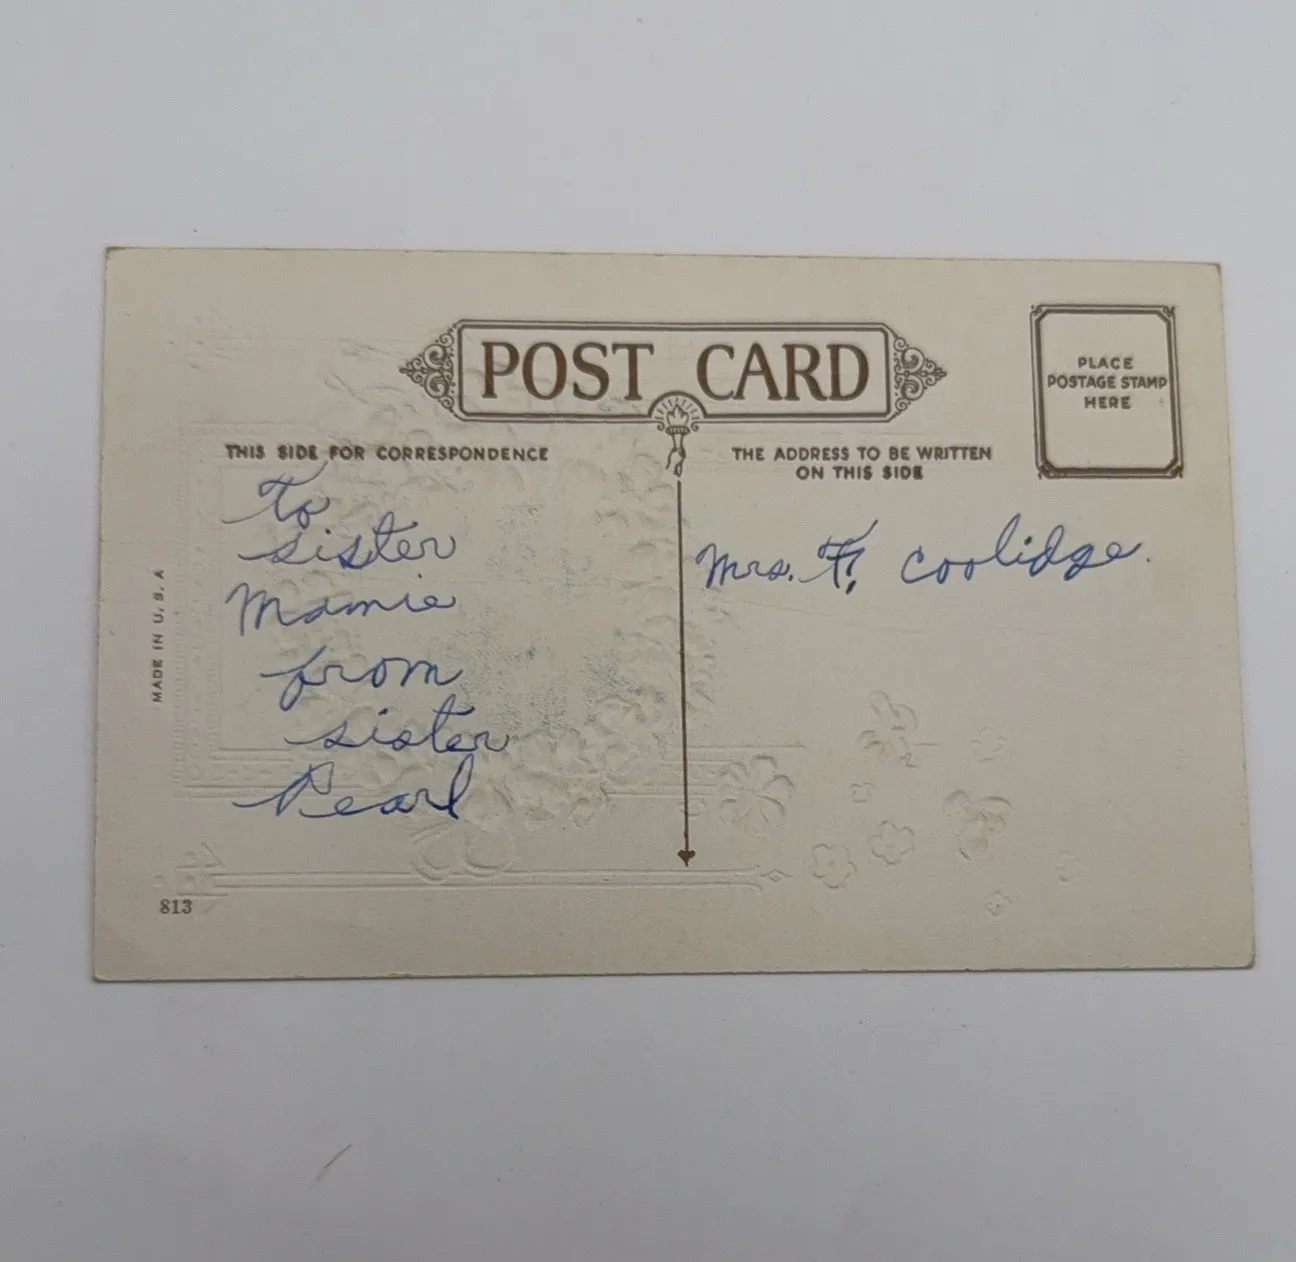 POST CARD
PLACE
POSTAGE STAMP
HERE
THIS SIDE FOR CORRESPONDENCE
THE ADDRESS TO BE WRITTEN
ON THIS SIDE
To
sister
Mamie
from
sister
Pearl
Mrs. F. Coolidge.
MADE IN U. S. A
813